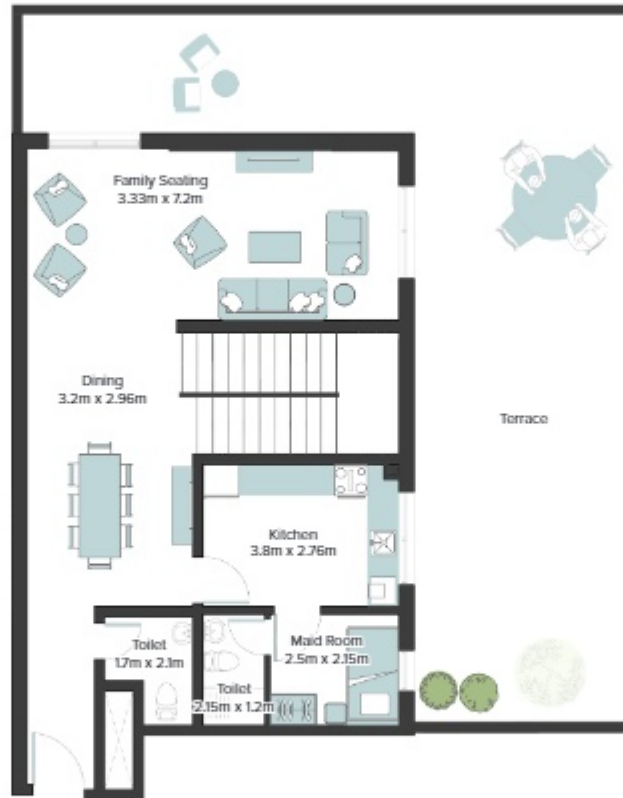 Family Seating
3.33m x 7.2m
Dining
3.2m x 2.96m
Terrace
Kitchen
3.8m x 2.76m
Toilet
1.7m x 2.1m
Maid Room
2.5m x 2.15m
Toilet
2.15m x 1.2m